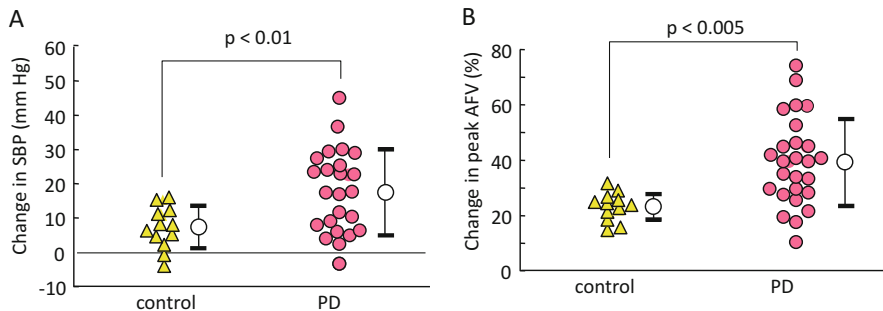 A
Change in SBP (mm Hg)
60
50
40
30
20
10
0
-10
p < 0.01
control
PD
B
Change in peak AFV (%)
80
60
40
20
0
p < 0.005
control
PD